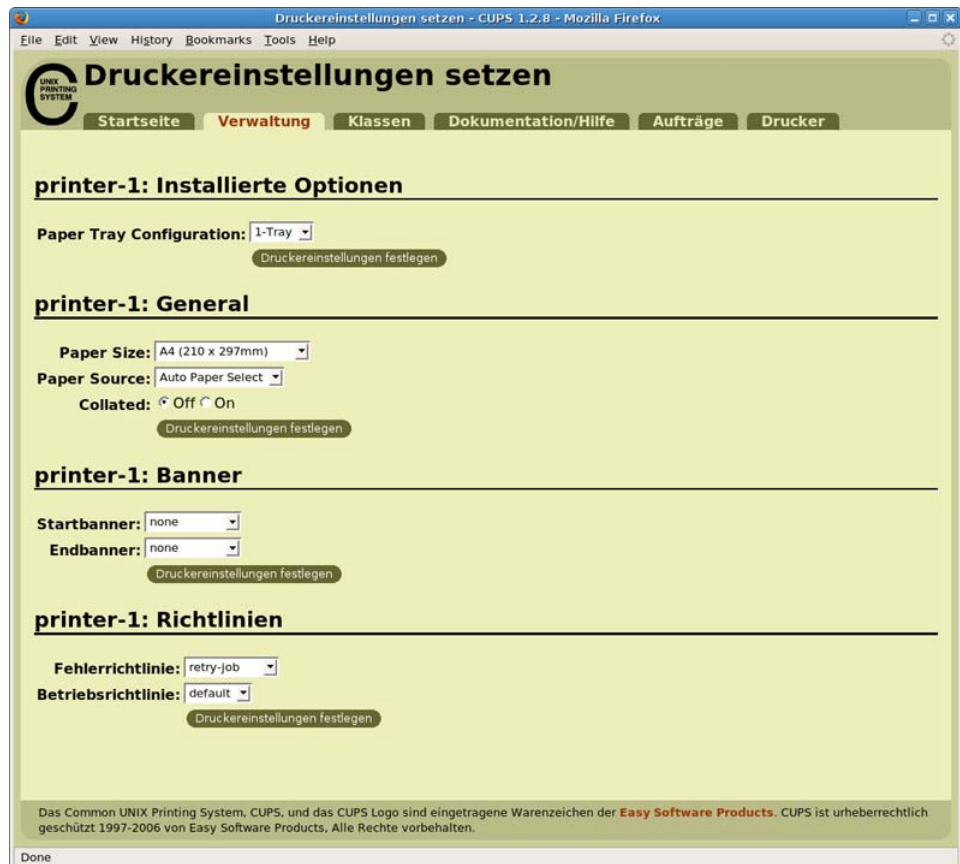 Druckereinstellungen setzen - CUPS 1.2.8 - Mozilla Firefox
File Edit View History Bookmarks Tools Help
UNIX
PRINTING
SYSTEM
Druckereinstellungen setzen
Startseite Verwaltung Klassen Dokumentation/Hilfe Aufträge Drucker
printer-1: Installierte Optionen
Paper Tray Configuration: 1-Tray
Druckereinstellungen festlegen
printer-1: General
Paper Size: A4 (210 x 297mm)
Paper Source: Auto Paper Select
Collated: Off On
Druckereinstellungen festlegen
printer-1: Banner
Startbanner: none
Endbanner: none
Druckereinstellungen festlegen
printer-1: Richtlinien
Fehlerrichtlinie: retry-job
Betriebsrichtlinie: default
Druckereinstellungen festlegen
Das Common UNIX Printing System, CUPS, und das CUPS Logo sind eingetragene Warenzeichen der Easy Software Products. CUPS ist urheberrechtlich
geschützt 1997-2006 von Easy Software Products, Alle Rechte vorbehalten.
Done